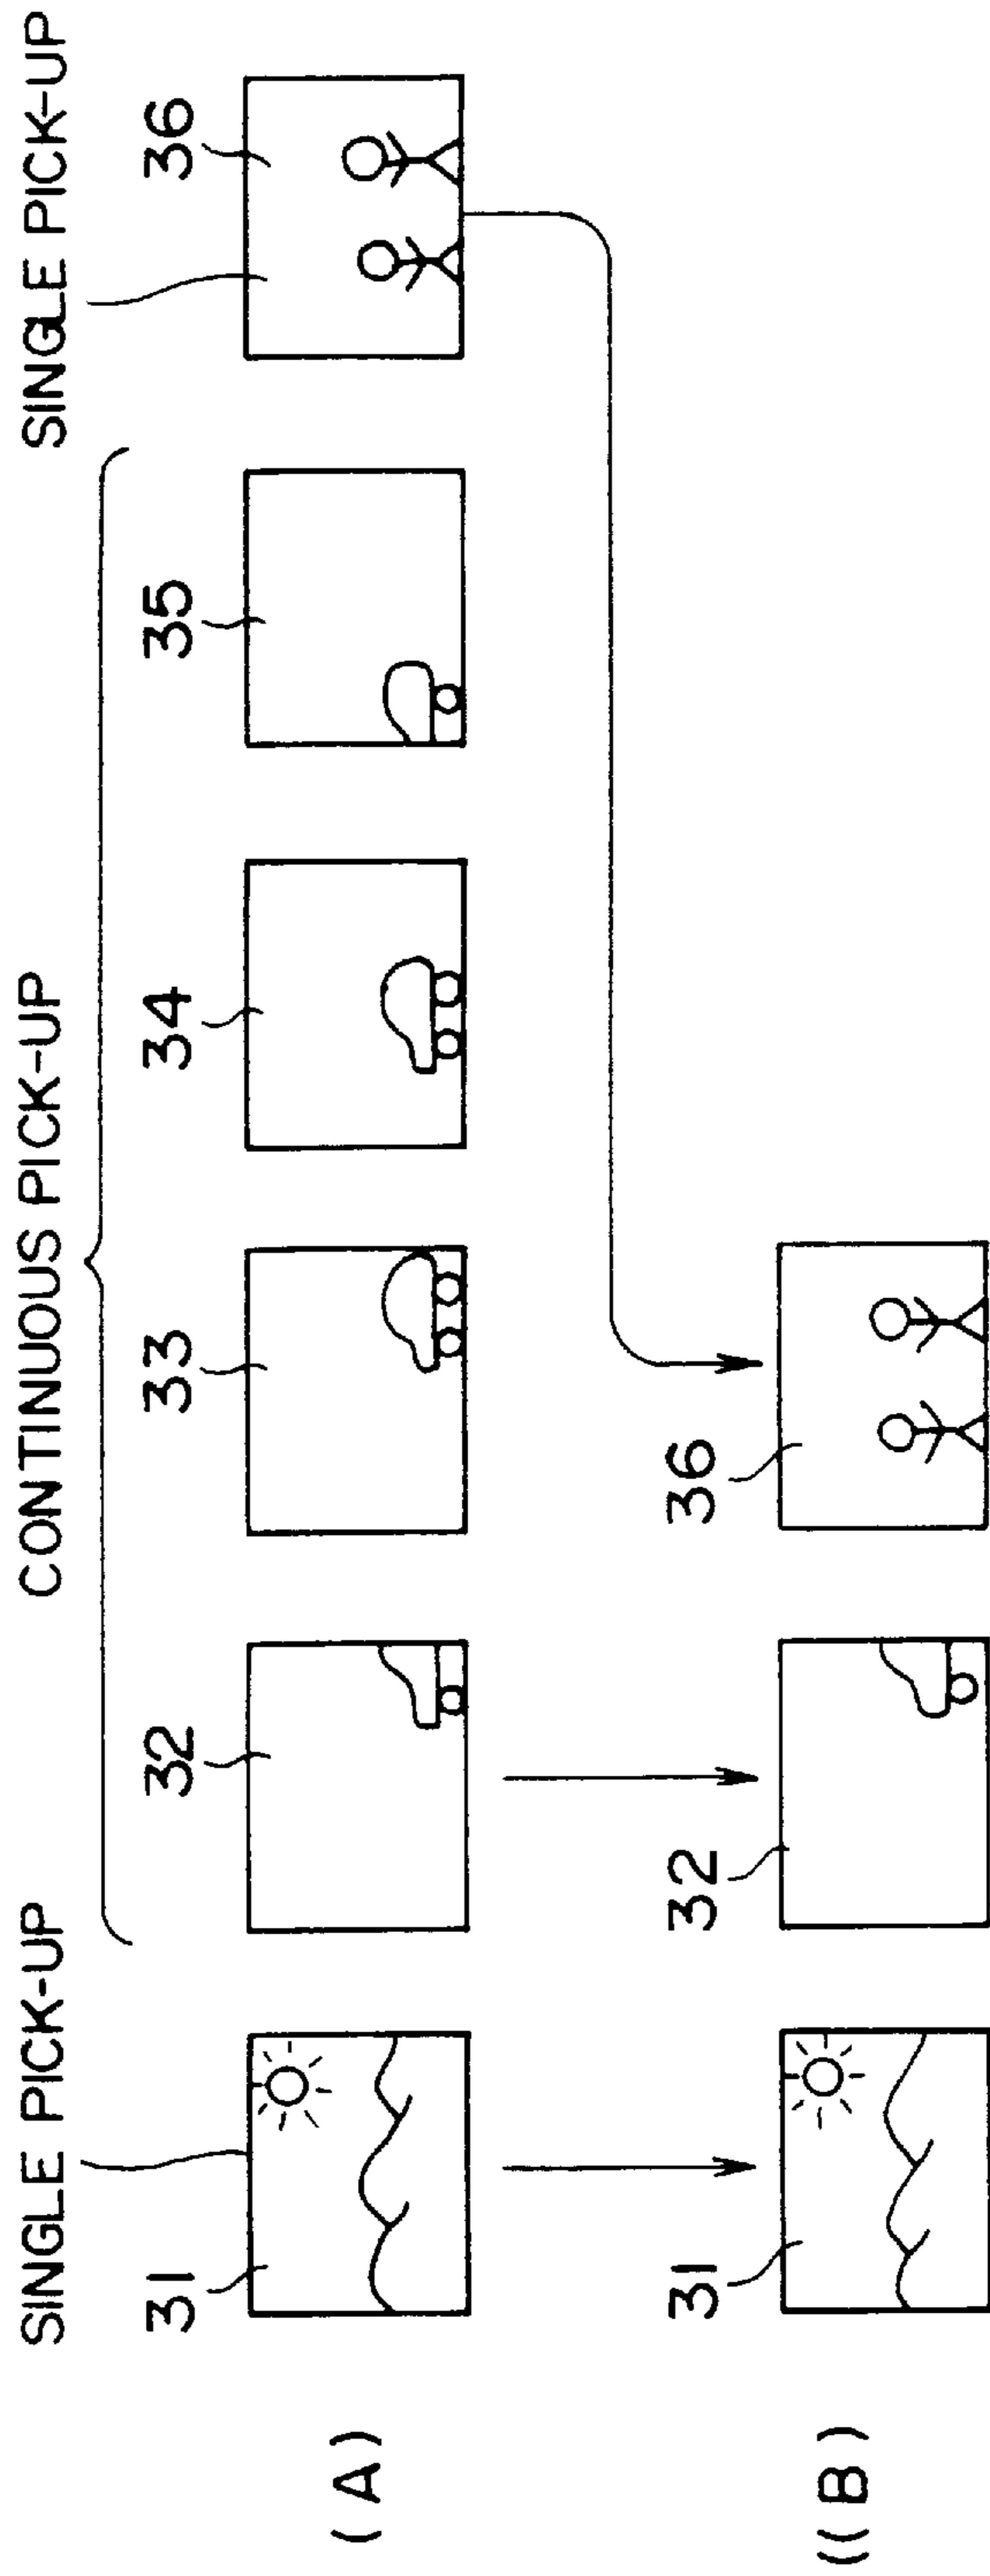 SINGLE PICK-UP CONTINUOUS PICK-UP SINGLE PICK-UP
31 32 33 34 35 36
(A)
31 32 36
((B)